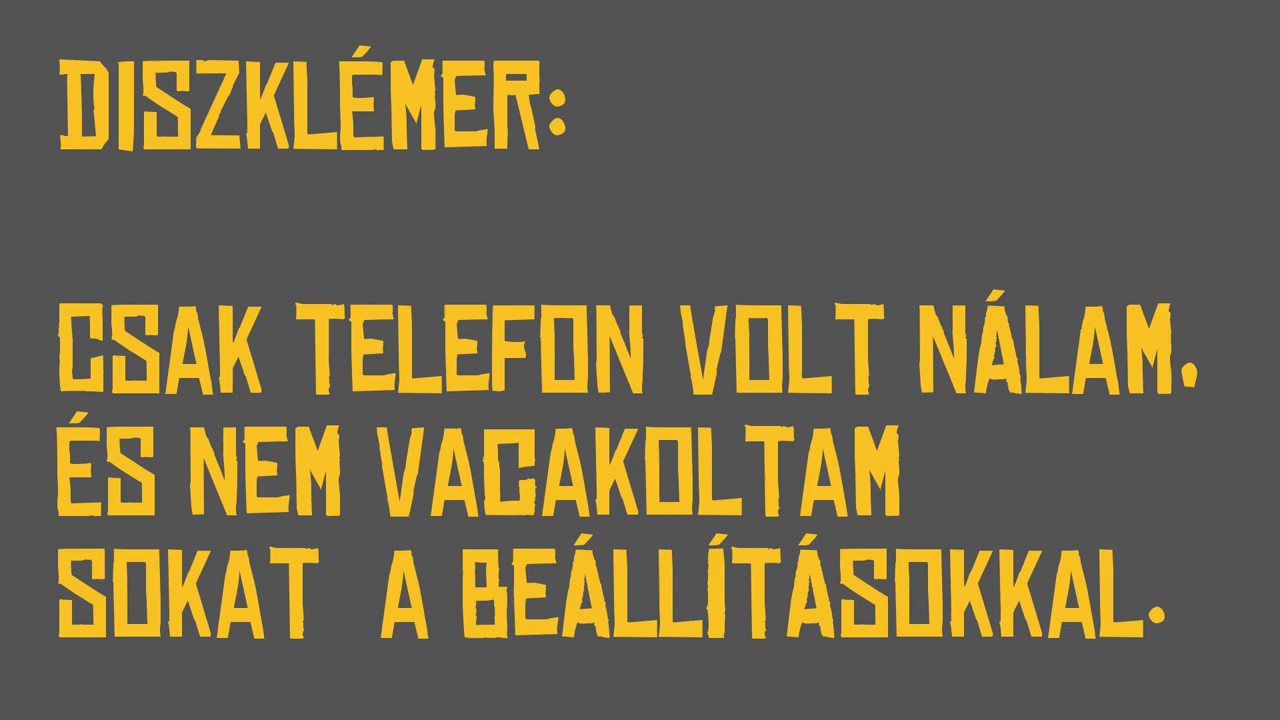 DISZKLÉMER:
CSAK TELEFON VOLT NÁLAM.
ÉS NEM VACAKOLTAM
SOKAT A BEÁLLÍTÁSOKKAL.